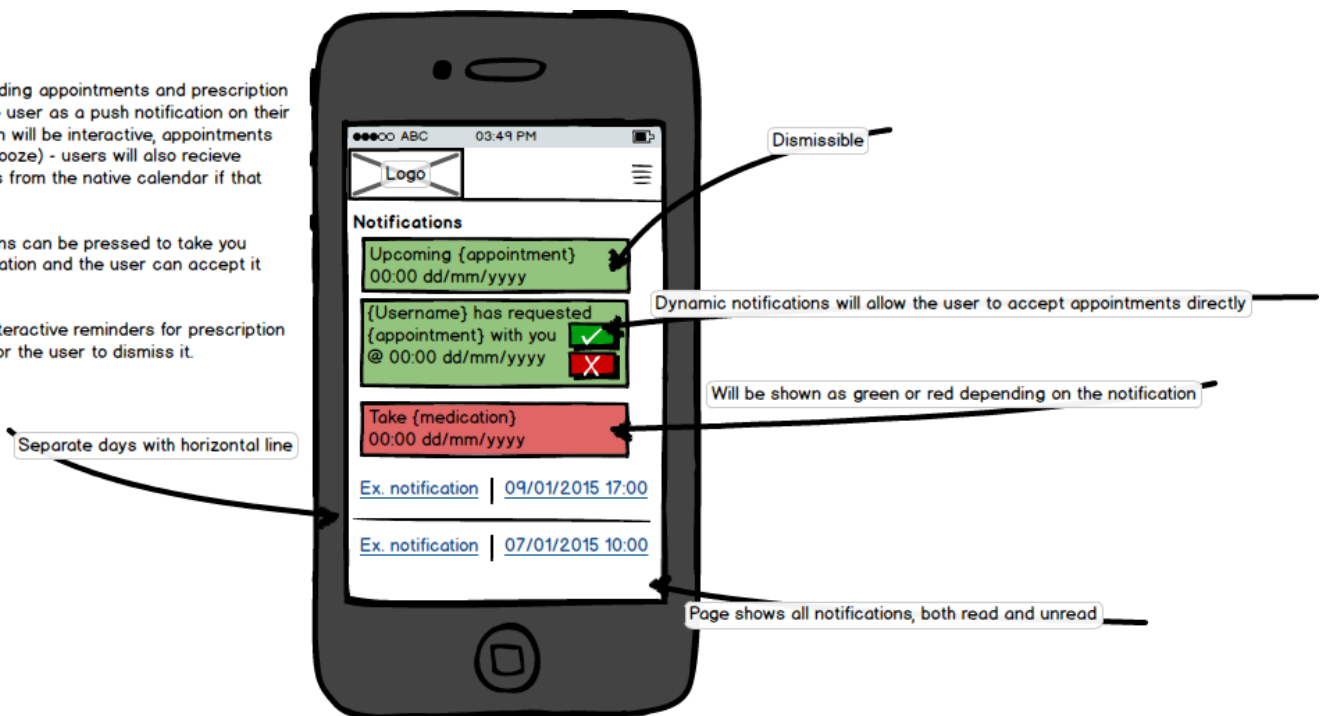 ding appointments and prescription
user as a push notification on their
n will be interactive, appointments
ooze) - users will also recieve
s from the native calendar if that
ns can be pressed to take you
ation and the user can accept it
teractive reminders for prescription
or the user to dismiss it.
Separate days with horizontal line
ABC 03:49 PM
Logo
Notifications
Upcoming {appointment}
00:00 dd/mm/yyyy
{Username} has requested
{appointment} with you
@ 00:00 dd/mm/yyyy
✓
X
Take {medication}
00:00 dd/mm/yyyy
Ex. notification | 09/01/2015 17:00
Ex. notification | 07/01/2015 10:00
Dismissible
Dynamic notifications will allow the user to accept appointments directly
Will be shown as green or red depending on the notification
Page shows all notifications, both read and unread